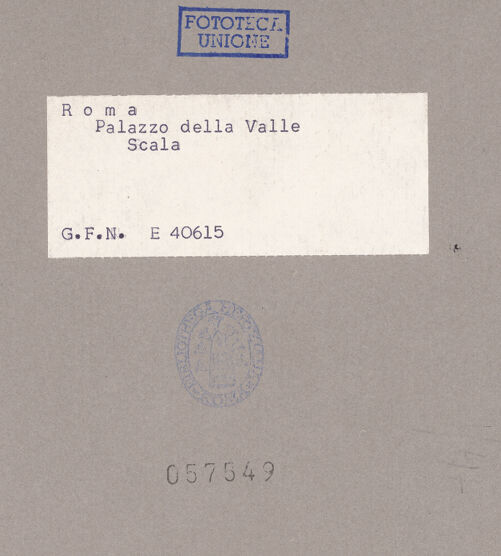 FOTOTECA
UNIONE
Roma
Palazzo della Valle
Scala
G.F.N. E 40615
057549